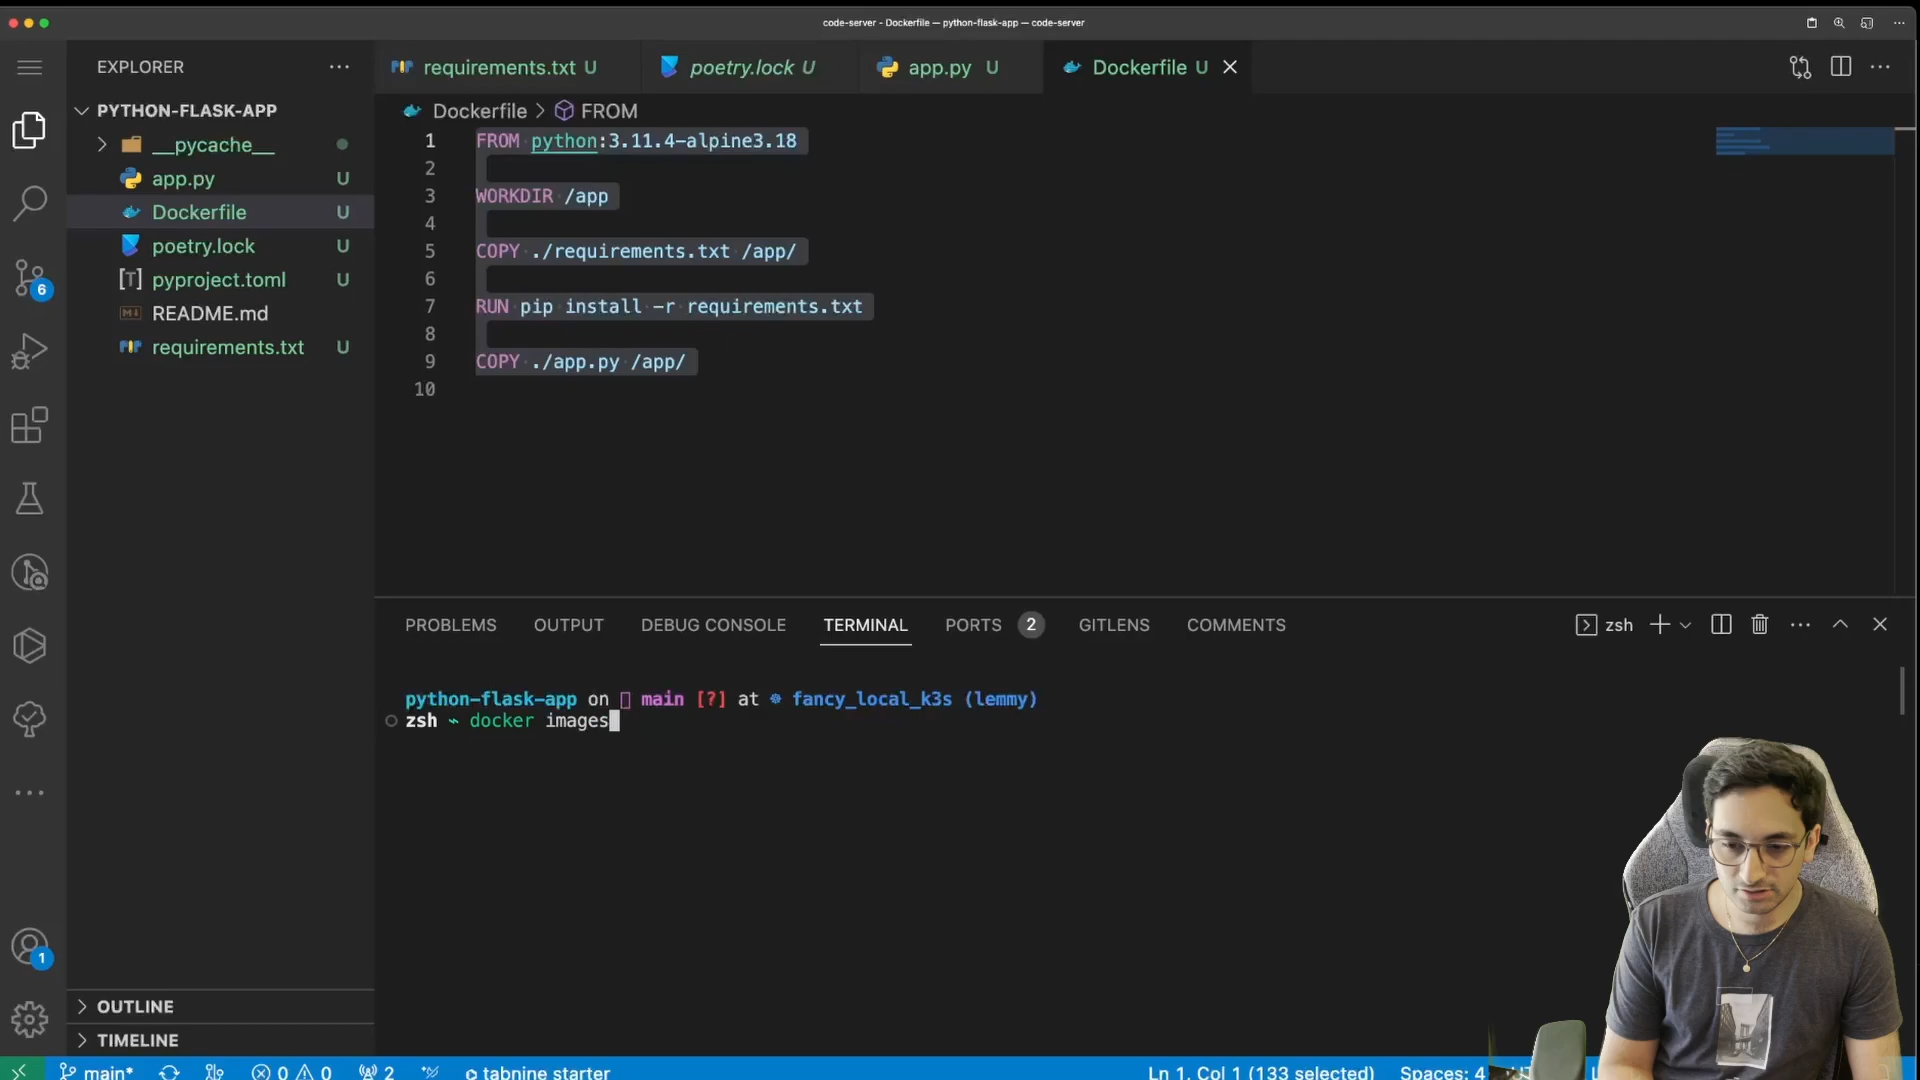 code-server - Dockerfile — python-flask-app — code-server
EXPLORER
PYTHON-FLASK-APP
__pycache__
app.py U
Dockerfile U
poetry.lock U
pyproject.toml U
README.md
requirements.txt U
OUTLINE
TIMELINE
6
1
requirements.txt U
poetry.lock U
app.py U
Dockerfile U
Dockerfile > FROM
1 FROM python:3.11.4-alpine3.18
2
3 WORKDIR /app
4
5 COPY ./requirements.txt /app/
6
7 RUN pip install -r requirements.txt
8
9 COPY ./app.py /app/
10
PROBLEMS OUTPUT DEBUG CONSOLE TERMINAL PORTS 2 GITLENS COMMENTS
zsh
python-flask-app on main [?] at fancy_local_k3s (lemmy)
zsh ~ docker images
main* 0 0 2 tabnine starter Ln 1, Col 1 (133 selected) Spaces: 4